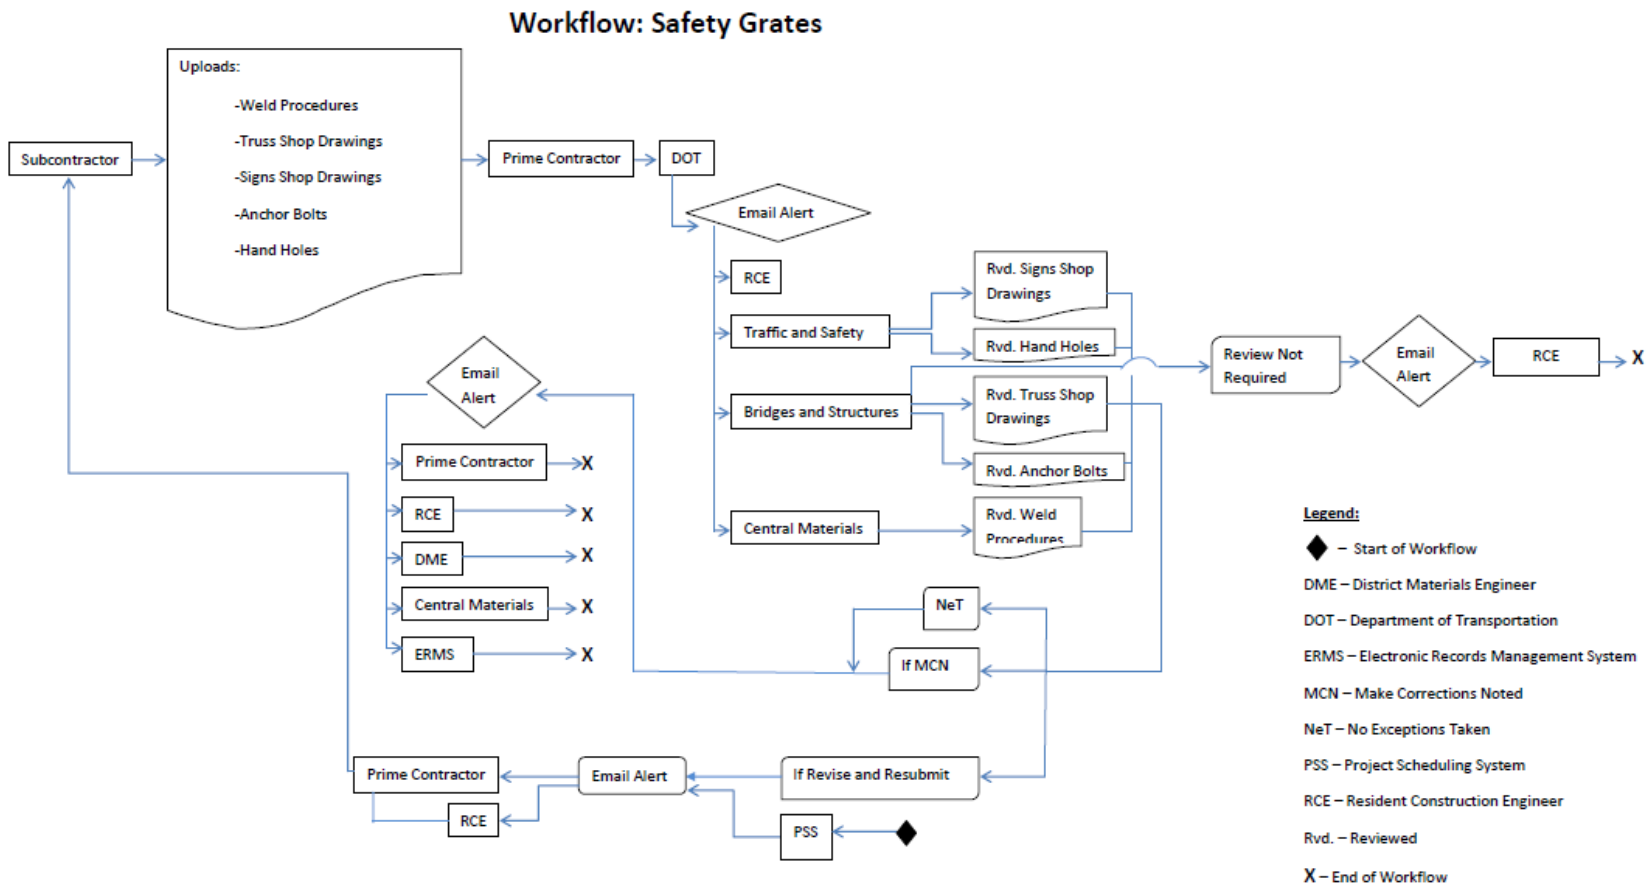 Workflow: Safety Grates
Uploads:
-Weld Procedures
-Truss Shop Drawings
-Signs Shop Drawings
-Anchor Bolts
-Hand Holes
Subcontractor
Prime Contractor
DOT
Email Alert
RCE
Traffic and Safety
Bridges and Structures
Central Materials
Rvd. Signs Shop
Drawings
Rvd. Hand Holes
Rvd. Truss Shop
Drawings
Rvd. Anchor Bolts
Rvd. Weld
Procedures
Review Not
Required
Email
Alert
RCE
X
Email
Alert
Prime Contractor
X
RCE
X
DME
X
Central Materials
X
ERMS
X
NeT
If MCN
If Revise and Resubmit
Email Alert
Prime Contractor
RCE
PSS
Legend:
– Start of Workflow
DME – District Materials Engineer
DOT – Department of Transportation
ERMS – Electronic Records Management System
MCN – Make Corrections Noted
NeT – No Exceptions Taken
PSS – Project Scheduling System
RCE – Resident Construction Engineer
Rvd. – Reviewed
X – End of Workflow